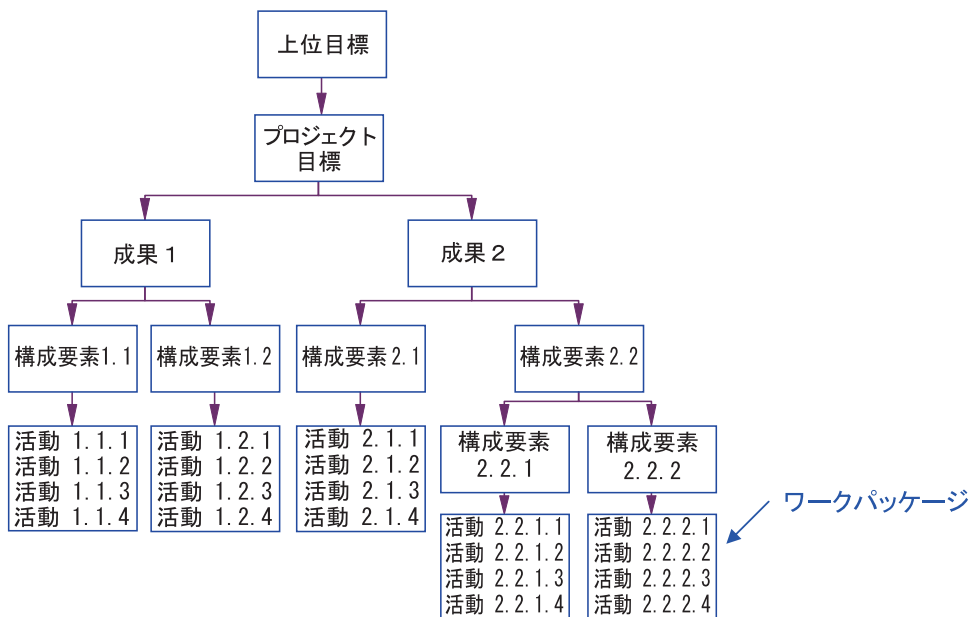 上位目標
プロジェクト
目標
成果 1
成果 2
構成要素1.1
構成要素1.2
構成要素2.1
構成要素2.2
活動 1.1.1
活動 1.1.2
活動 1.1.3
活動 1.1.4
活動 1.2.1
活動 1.2.2
活動 1.2.3
活動 1.2.4
活動 2.1.1
活動 2.1.2
活動 2.1.3
活動 2.1.4
構成要素
2.2.1
構成要素
2.2.2
ワークパッケージ
活動 2.2.1.1
活動 2.2.1.2
活動 2.2.1.3
活動 2.2.1.4
活動 2.2.2.1
活動 2.2.2.2
活動 2.2.2.3
活動 2.2.2.4